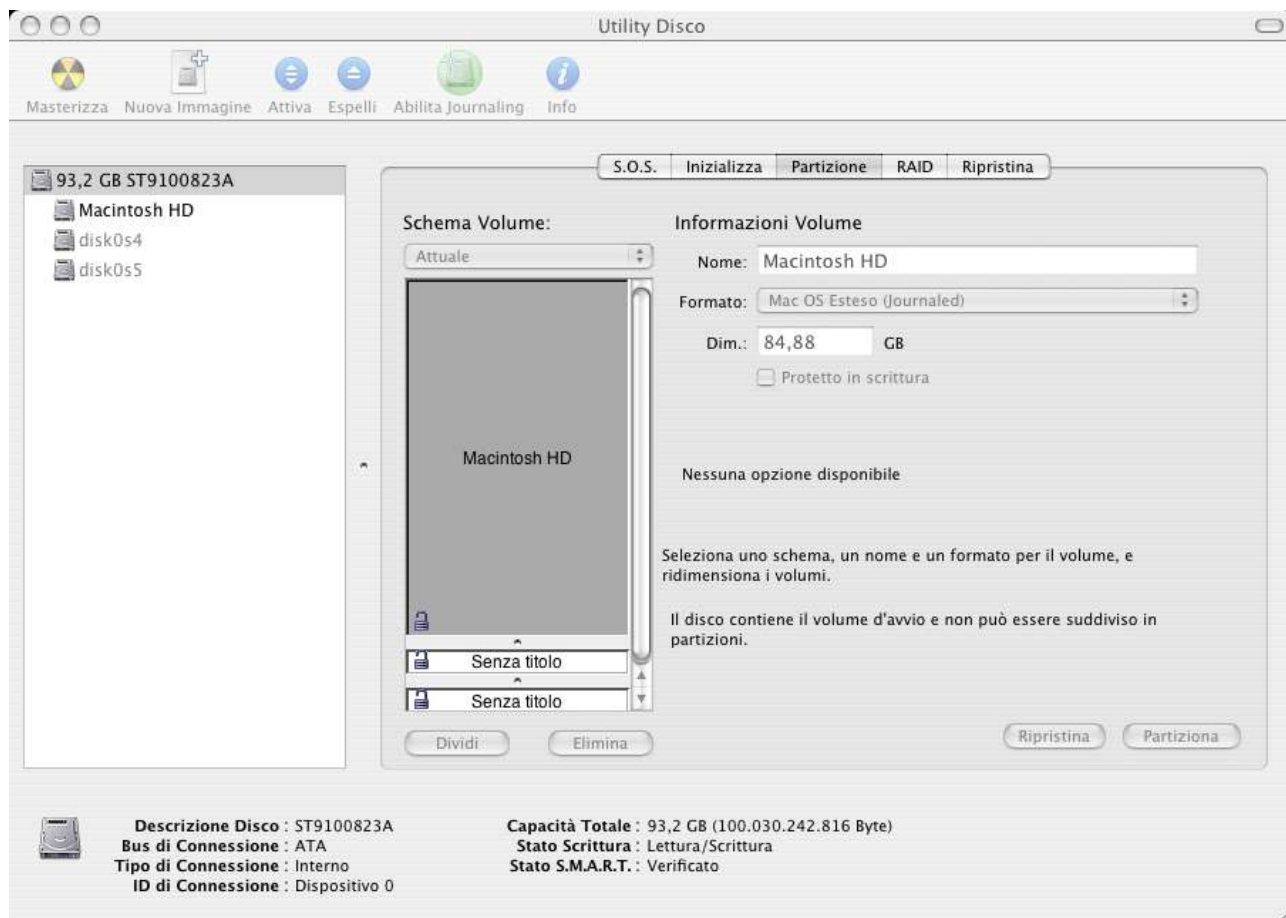 Utility Disco
Masterizza Nuova Immagine Attiva Espelli Abilita Journaling Info
93,2 GB ST9100823A
Macintosh HD
disk0s4
disk0s5
S.O.S. Inizializza Partizione RAID Ripristina
Schema Volume:
Attuale
Macintosh HD
Senza titolo
Senza titolo
Dividi Elimina
Informazioni Volume
Nome: Macintosh HD
Formato: Mac OS Esteso (Journaled)
Dim.: 84,88 GB
Protetto in scrittura
Nessuna opzione disponibile
Seleziona uno schema, un nome e un formato per il volume, e
ridimensiona i volumi.
Il disco contiene il volume d'avvio e non può essere suddiviso in
partizioni.
Ripristina Partiziona
Descrizione Disco : ST9100823A
Bus di Connessione : ATA
Tipo di Connessione : Interno
ID di Connessione : Dispositivo 0
Capacità Totale : 93,2 GB (100.030.242.816 Byte)
Stato Scrittura : Lettura/Scrittura
Stato S.M.A.R.T. : Verificato